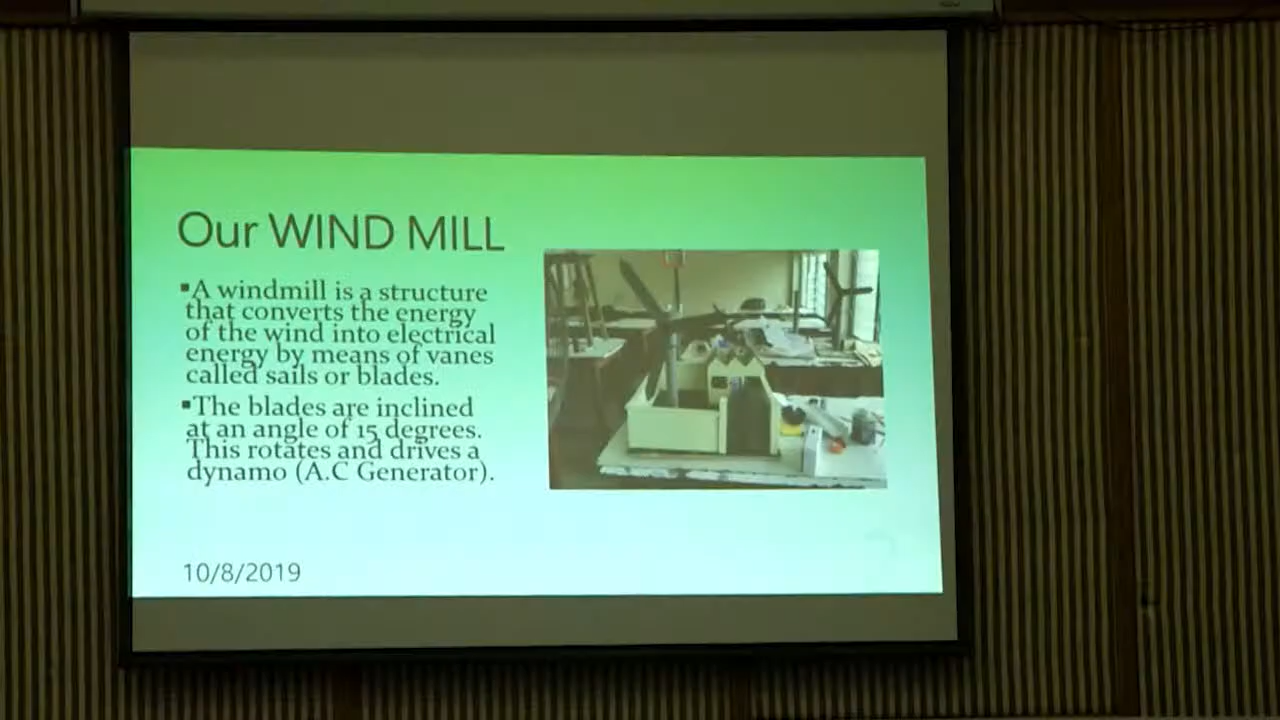 Our WIND MILL
▪A windmill is a structure
that converts the energy
of the wind into electrical
energy by means of vanes
called sails or blades.
▪The blades are inclined
at an angle of 15 degrees.
This rotates and drives a
dynamo (A.C Generator).
10/8/2019